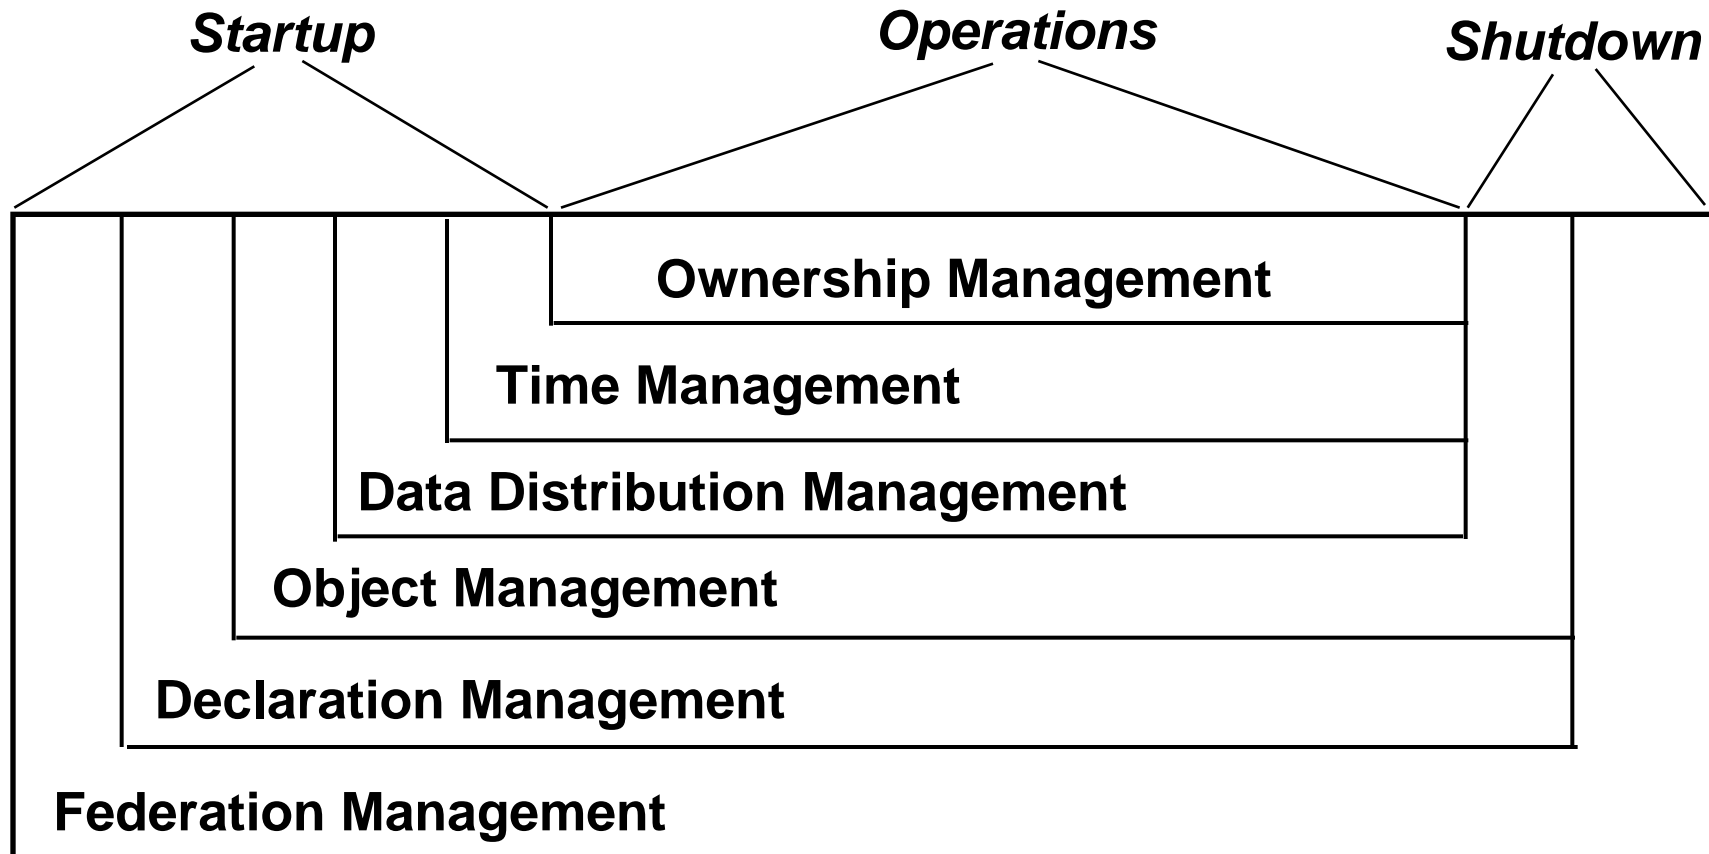 Startup
Operations
Shutdown
Ownership Management
Time Management
Data Distribution Management
Object Management
Declaration Management
Federation Management